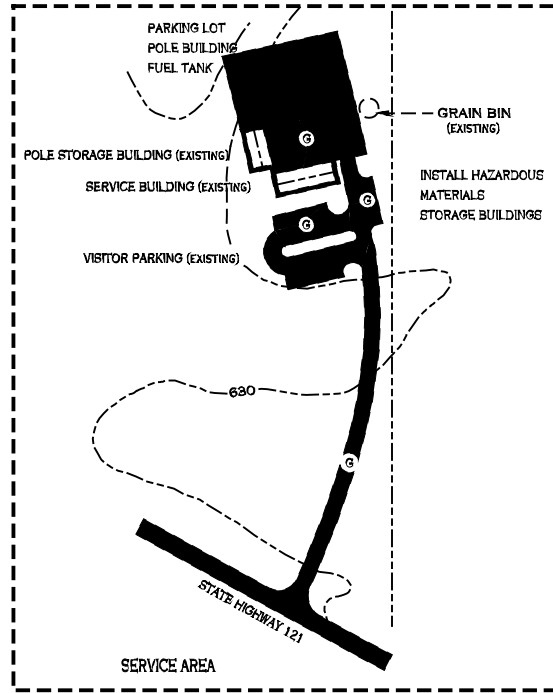 PARKING LOT
POLE BUILDING
FUEL TANK
GRAIN BIN
(EXISTING)
G
POLE STORAGE BUILDING (EXISTING)
SERVICE BUILDING (EXISTING)
INSTALL HAZARDOUS
MATERIALS
STORAGE BUILDINGS
G
G
VISITOR PARKING (EXISTING)
630
G
STATE HIGHWAY 121
SERVICE AREA